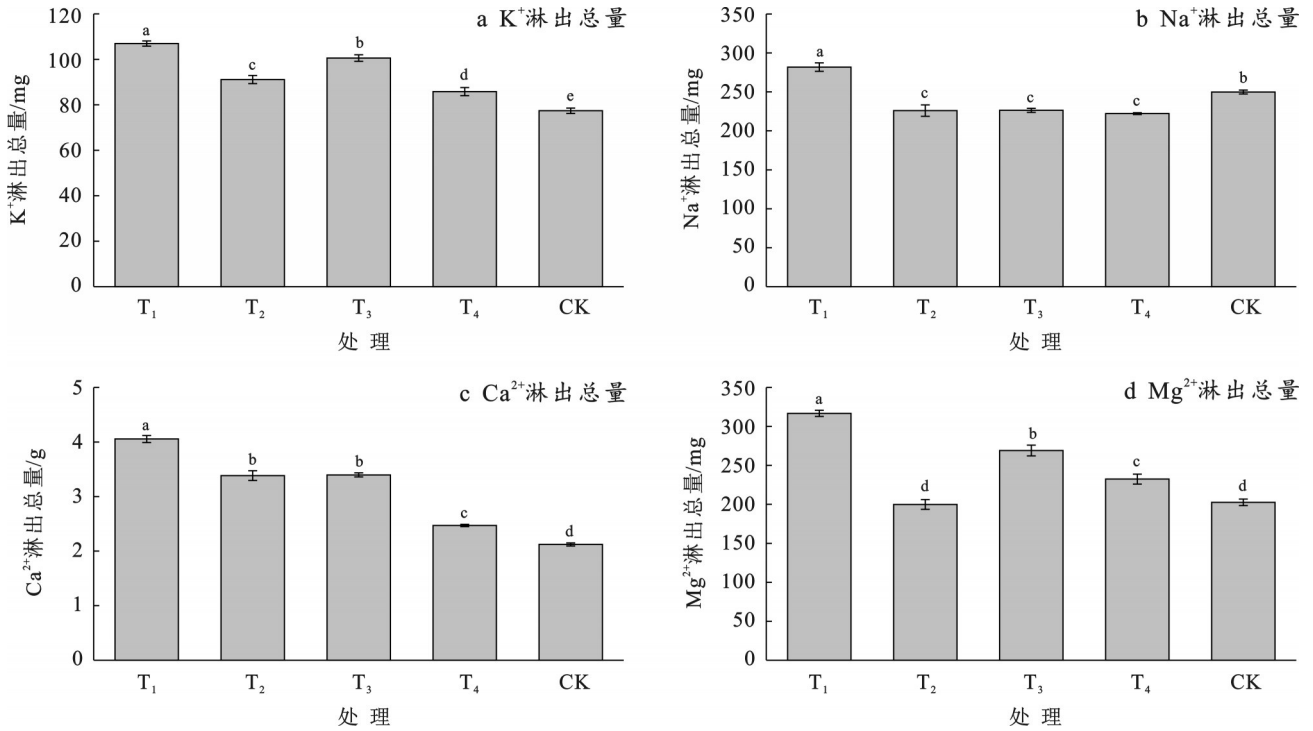 a K⁺淋出总量
K⁺淋出总量/mg
120
100
80
60
40
20
0
a
c
b
d
e
T₁ T₂ T₃ T₄ CK
处理
b Na⁺淋出总量
Na⁺淋出总量/mg
350
300
250
200
150
100
50
0
a
c
c
c
b
T₁ T₂ T₃ T₄ CK
处理
c Ca²⁺淋出总量
Ca²⁺淋出总量/g
5
4
3
2
1
0
a
b
b
c
d
T₁ T₂ T₃ T₄ CK
处理
d Mg²⁺淋出总量
Mg²⁺淋出总量/mg
350
300
250
200
150
100
50
0
a
d
b
c
d
T₁ T₂ T₃ T₄ CK
处理